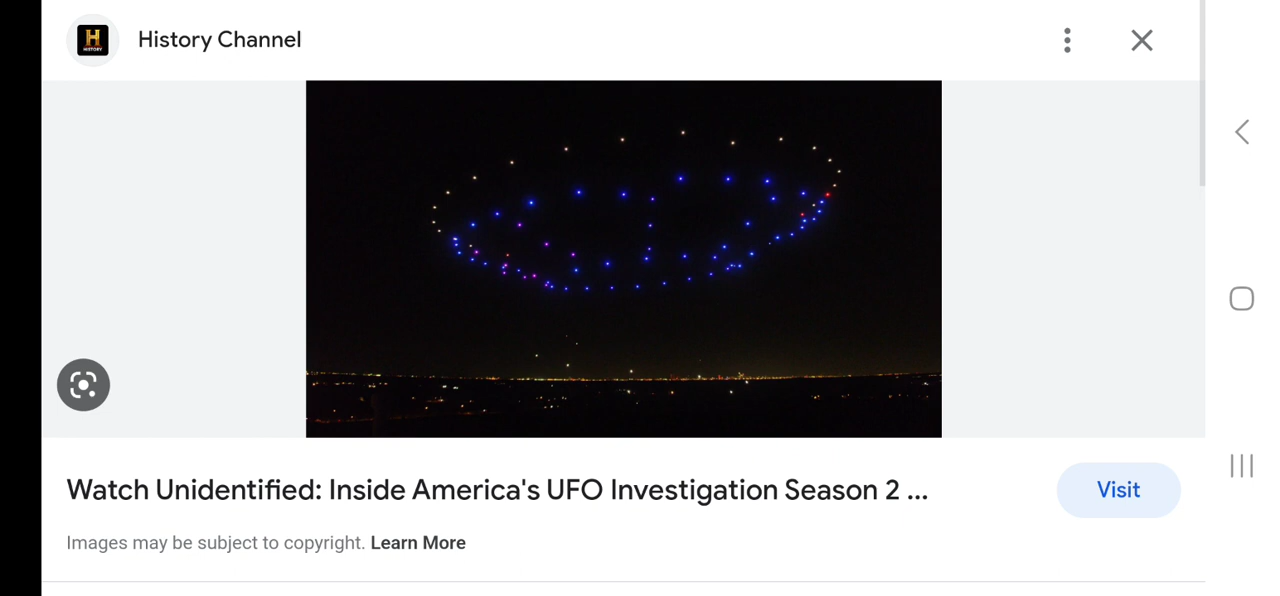 H
HISTORY
History Channel
Watch Unidentified: Inside America's UFO Investigation Season 2 ...
Visit
Images may be subject to copyright. Learn More